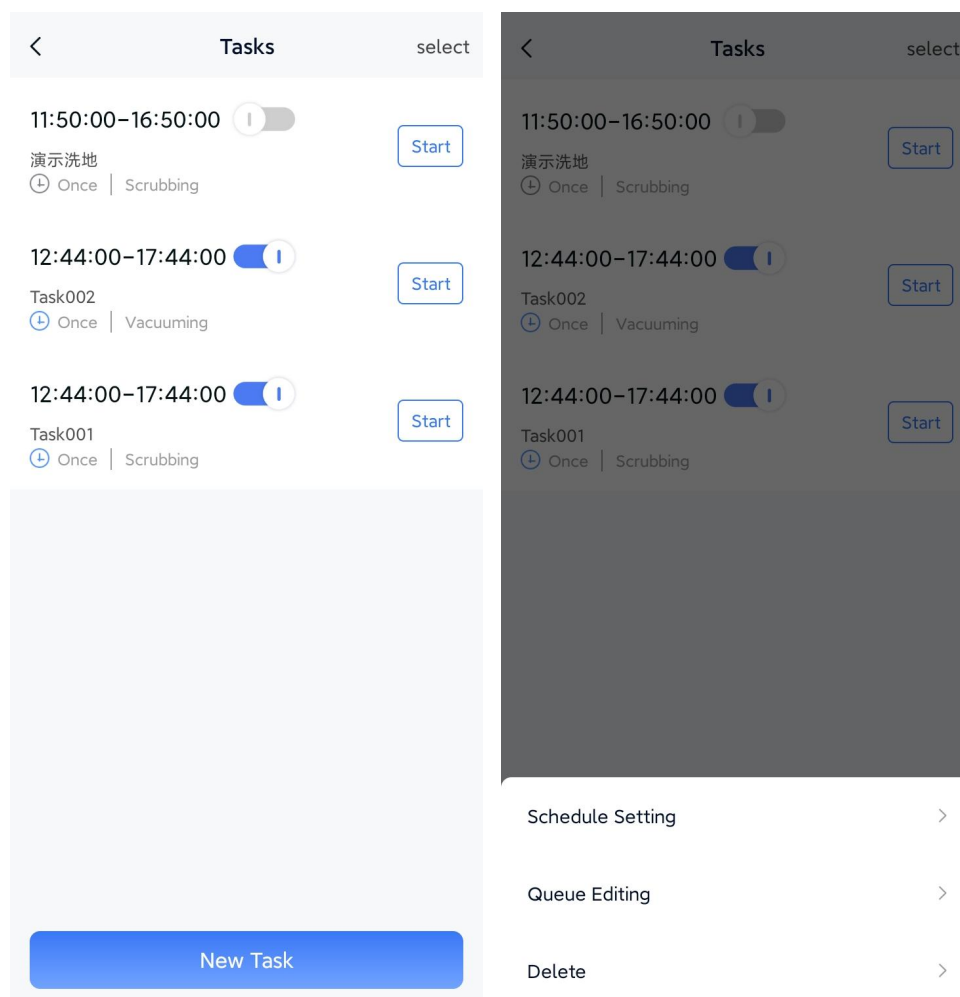 Tasks select
11:50:00-16:50:00
演示洗地
Once | Scrubbing
Start
12:44:00-17:44:00
Task002
Once | Vacuuming
Start
12:44:00-17:44:00
Task001
Once | Scrubbing
Start
New Task
Tasks select
11:50:00-16:50:00
演示洗地
Once | Scrubbing
Start
12:44:00-17:44:00
Task002
Once | Vacuuming
Start
12:44:00-17:44:00
Task001
Once | Scrubbing
Start
Schedule Setting
Queue Editing
Delete